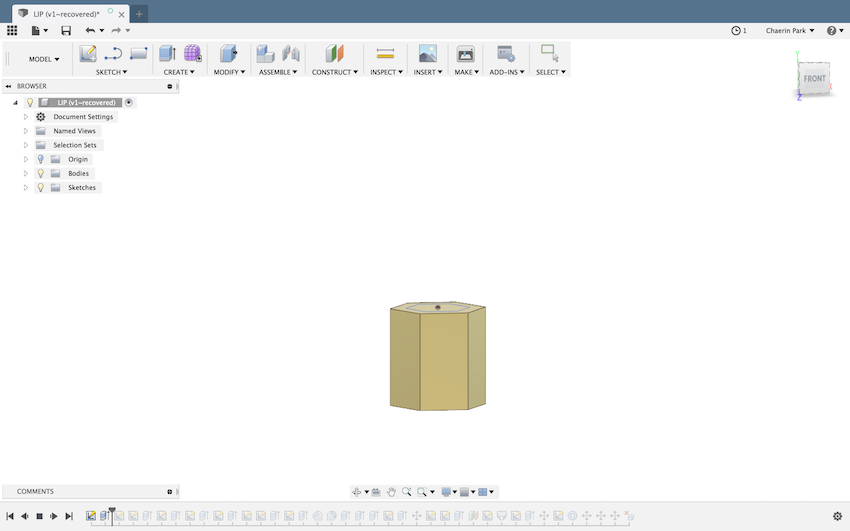 LIP (v1~recovered)*
1
Chaerin Park
MODEL
SKETCH
CREATE
MODIFY
ASSEMBLE
CONSTRUCT
INSPECT
INSERT
MAKE
ADD-INS
SELECT
Y
FRONT
X
Z
BROWSER
LIP (v1~recovered)
Document Settings
Named Views
Selection Sets
Origin
Bodies
Sketches
COMMENTS